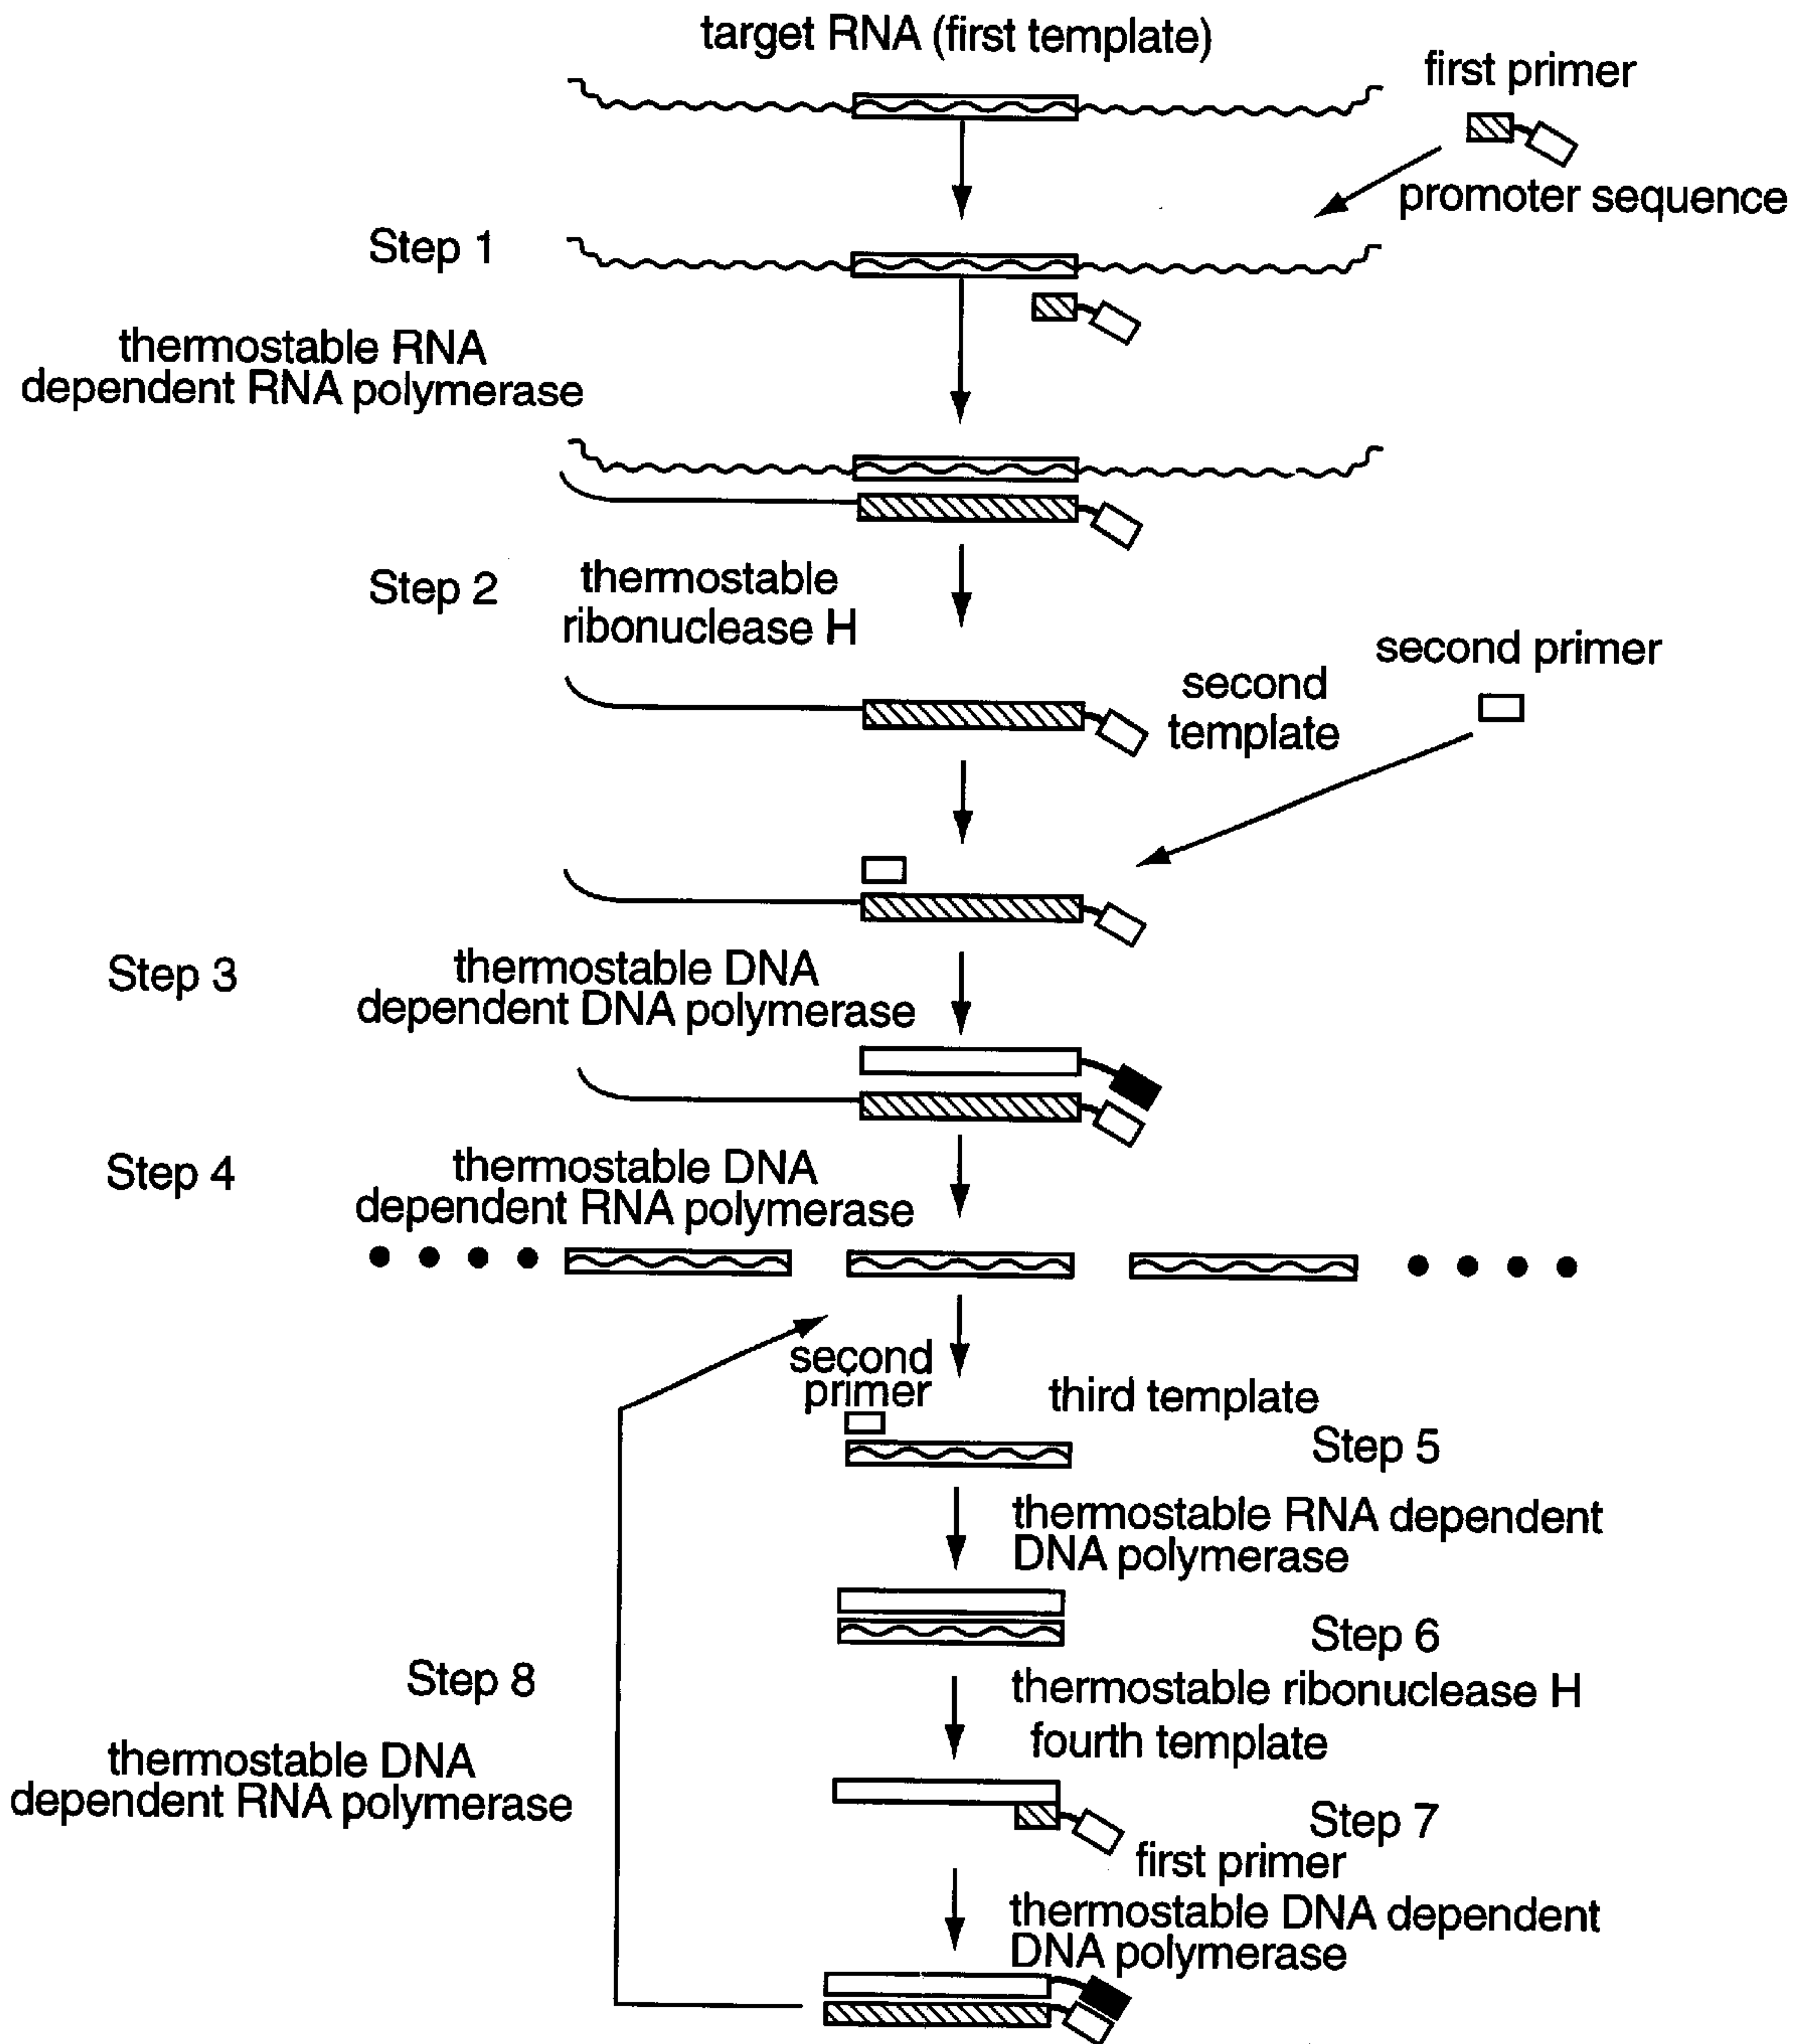 target RNA (first template)
first primer
promoter sequence
Step 1
thermostable RNA
dependent RNA polymerase
Step 2
thermostable
ribonuclease H
second primer
second
template
Step 3
thermostable DNA
dependent DNA polymerase
Step 4
thermostable DNA
dependent RNA polymerase
second
primer
third template
Step 5
thermostable RNA dependent
DNA polymerase
Step 6
Step 8
thermostable ribonuclease H
fourth template
thermostable DNA
dependent RNA polymerase
Step 7
first primer
thermostable DNA dependent
DNA polymerase